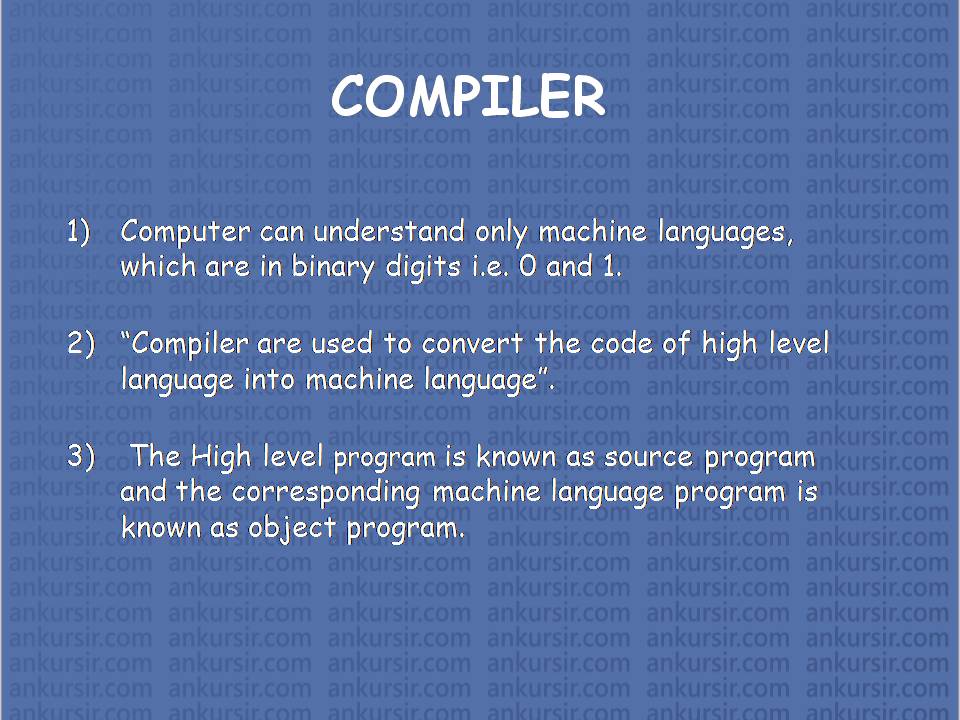 COMPILER
1) Computer can understand only machine languages,
which are in binary digits i.e. 0 and 1.
2) “Compiler are used to convert the code of high level
language into machine language”.
3) The High level program is known as source program
and the corresponding machine language program is
known as object program.
ankursir.com